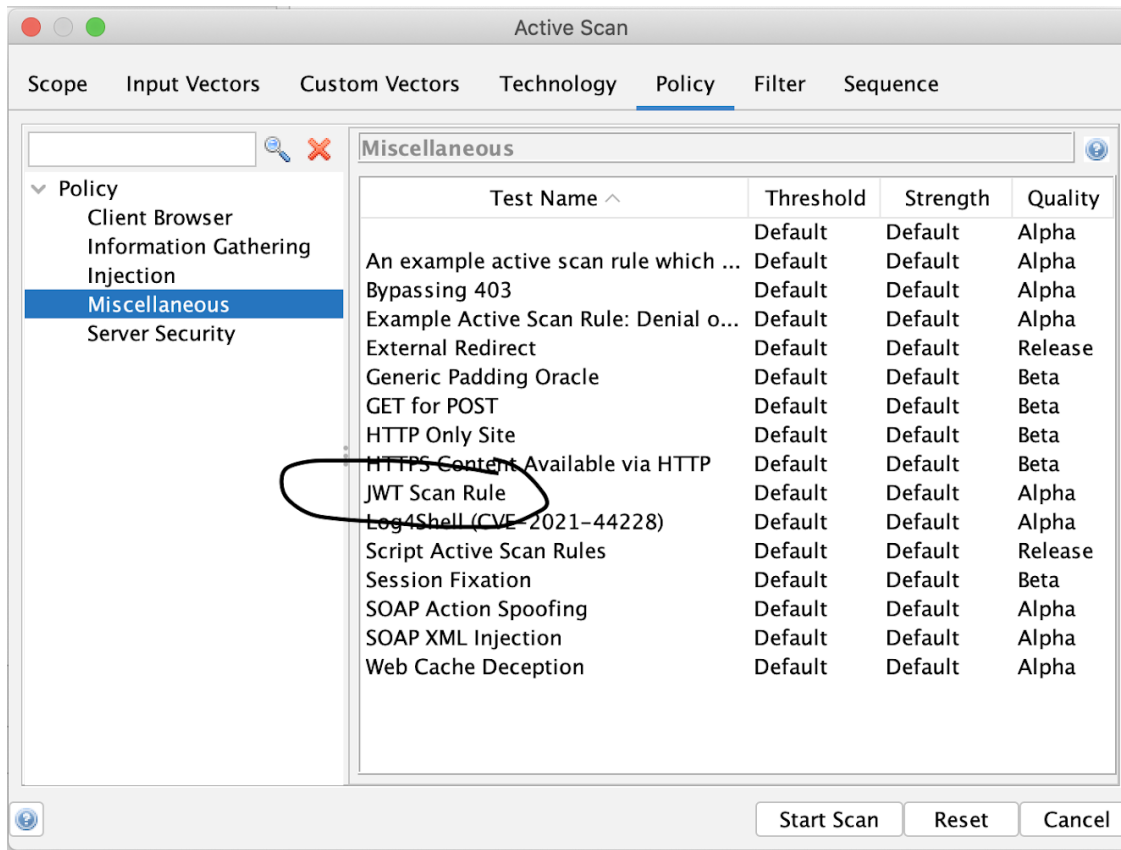 Active Scan
Scope Input Vectors Custom Vectors Technology Policy Filter Sequence
Policy
Client Browser
Information Gathering
Injection
Miscellaneous
Server Security
Miscellaneous
Test Name Threshold Strength Quality
Default Default Alpha
An example active scan rule which ... Default Default Alpha
Bypassing 403 Default Default Alpha
Example Active Scan Rule: Denial o... Default Default Alpha
External Redirect Default Default Release
Generic Padding Oracle Default Default Beta
GET for POST Default Default Beta
HTTP Only Site Default Default Beta
HTTPS Content Available via HTTP Default Default Beta
JWT Scan Rule Default Default Alpha
Log4Shell (CVE-2021-44228) Default Default Alpha
Script Active Scan Rules Default Default Release
Session Fixation Default Default Beta
SOAP Action Spoofing Default Default Alpha
SOAP XML Injection Default Default Alpha
Web Cache Deception Default Default Alpha
Start Scan Reset Cancel